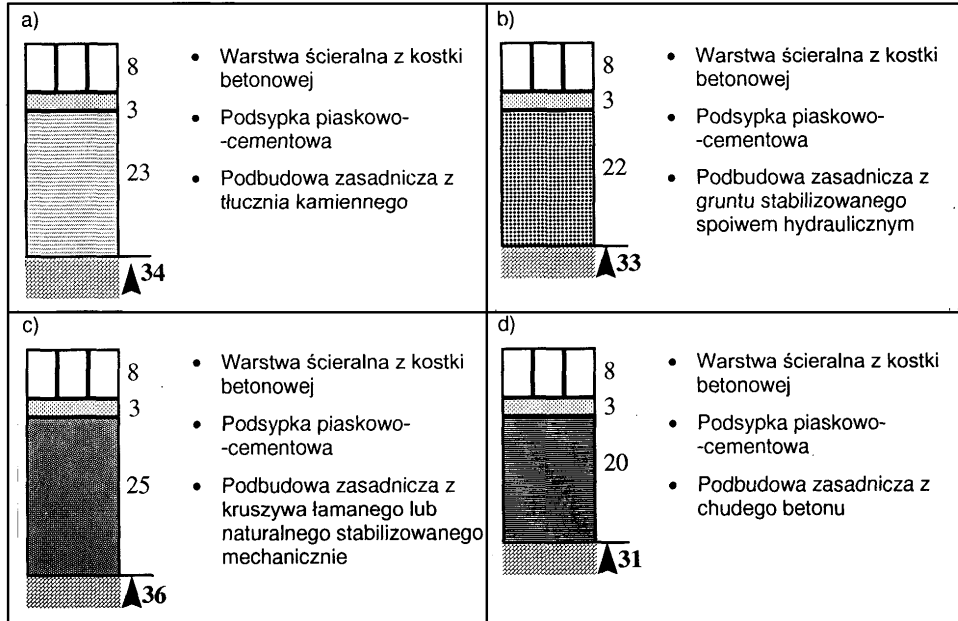 a)
8
3
23
34
• Warstwa ścieralna z kostki
betonowej
• Podsypka piaskowo-
-cementowa
• Podbudowa zasadnicza z
tłucznia kamiennego
b)
8
3
22
33
• Warstwa ścieralna z kostki
betonowej
• Podsypka piaskowo-
-cementowa
• Podbudowa zasadnicza z
gruntu stabilizowanego
spoiwem hydraulicznym
c)
8
3
25
36
• Warstwa ścieralna z kostki
betonowej
• Podsypka piaskowo-
-cementowa
• Podbudowa zasadnicza z
kruszywa łamanego lub
naturalnego stabilizowanego
mechanicznie
d)
8
3
20
31
• Warstwa ścieralna z kostki
betonowej
• Podsypka piaskowo-
-cementowa
• Podbudowa zasadnicza z
chudego betonu